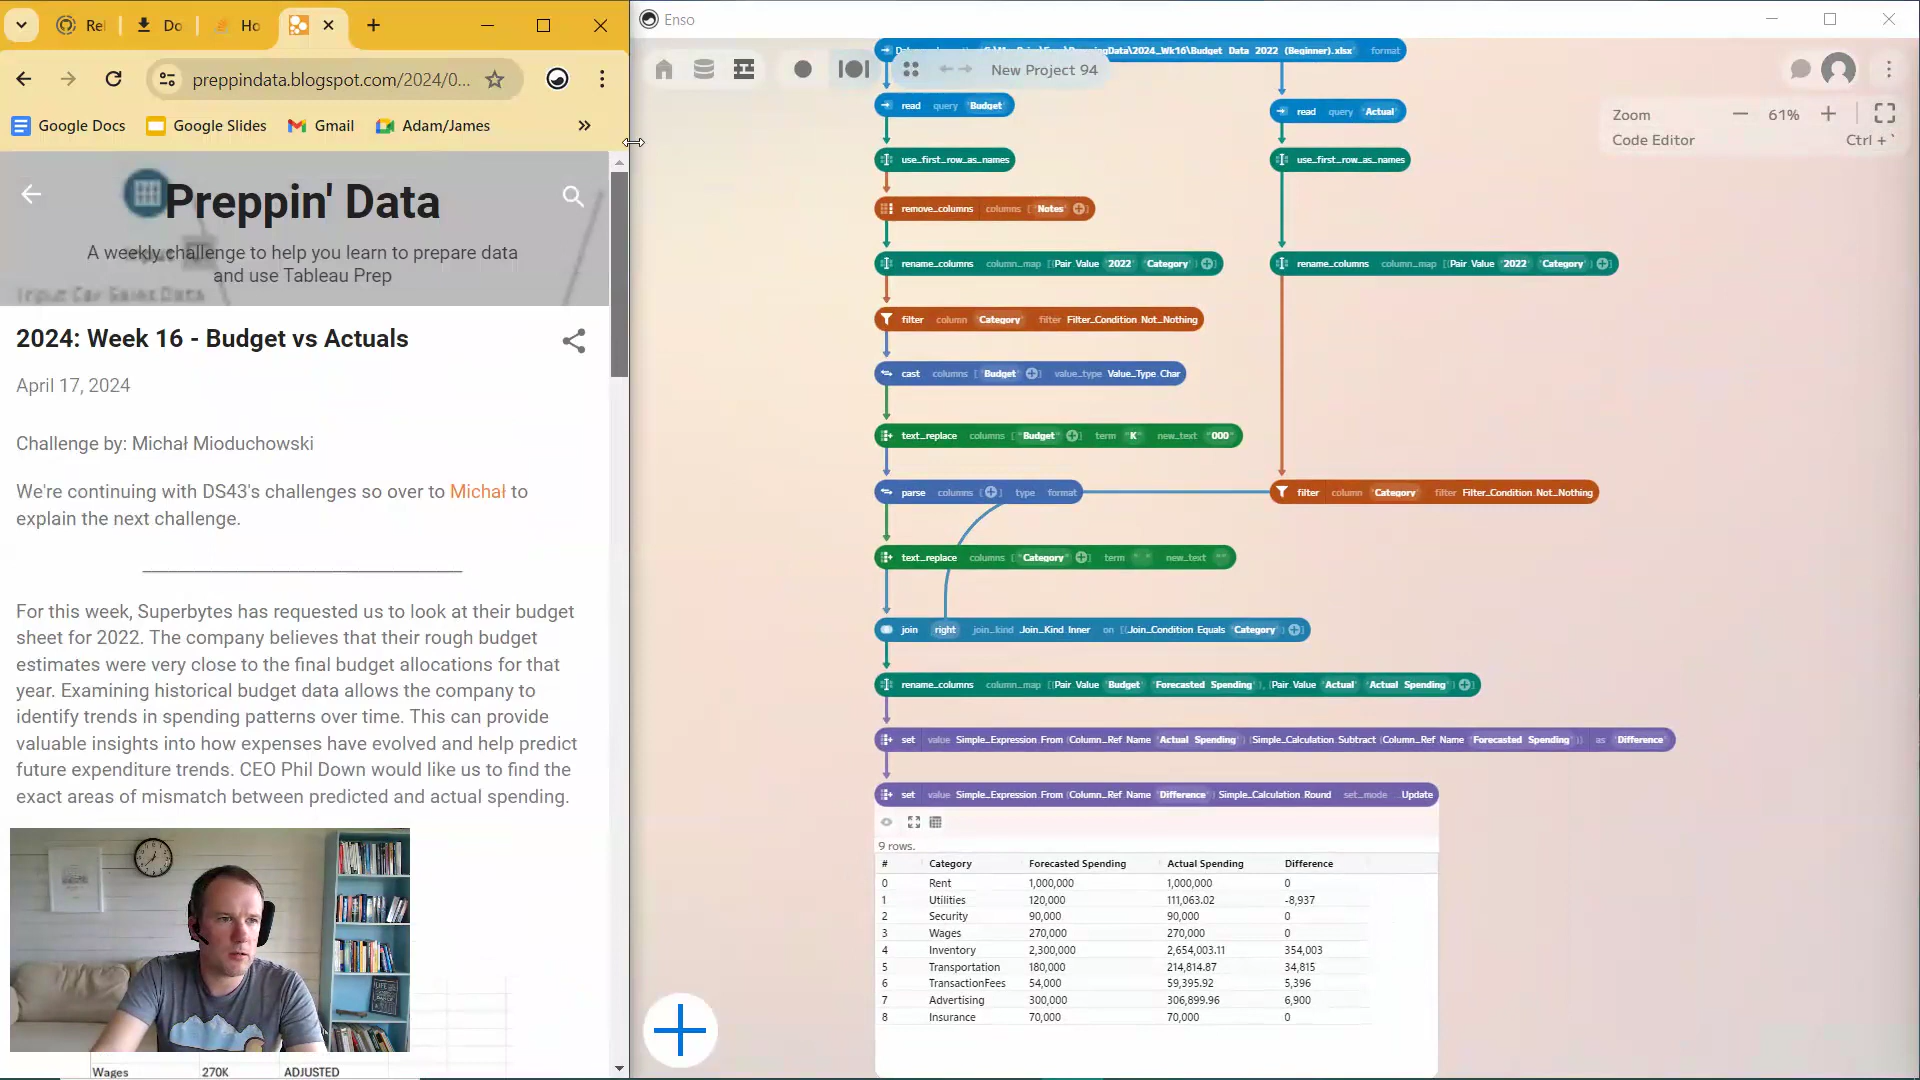 Rel
Do
Ho
preppindata.blogspot.com/2024/0...
Google Docs
Google Slides
Gmail
Adam/James
Preppin' Data
A weekly challenge to help you learn to prepare data
and use Tableau Prep
2024: Week 16 - Budget vs Actuals
April 17, 2024
Challenge by: Michał Mioduchowski
We're continuing with DS43's challenges so over to Michał to
explain the next challenge.
For this week, Superbytes has requested us to look at their budget
sheet for 2022. The company believes that their rough budget
estimates were very close to the final budget allocations for that
year. Examining historical budget data allows the company to
identify trends in spending patterns over time. This can provide
valuable insights into how expenses have evolved and help predict
future expenditure trends. CEO Phil Down would like us to find the
exact areas of mismatch between predicted and actual spending.
Wages 270K ADJUSTED
Enso
\2024_Wk16\Budget Data 2022 (Beginner).xlsx format
New Project 94
Zoom 61%
Code Editor Ctrl + `
read query 'Budget'
read query 'Actual'
use_first_row_as_names
use_first_row_as_names
remove_columns columns ['Notes']
rename_columns column_map [(Pair Value '2022' 'Category')]
rename_columns column_map [(Pair Value '2022' 'Category')]
filter column 'Category' filter Filter_Condition Not_Nothing
cast columns ['Budget'] value_type Value_Type Char
text_replace columns ['Budget'] term 'K' new_text '000'
parse columns [] type format
filter column 'Category' filter Filter_Condition Not_Nothing
text_replace columns ['Category'] term ' ' new_text ''
join right join_kind Join_Kind Inner on [(Join_Condition Equals 'Category')]
rename_columns column_map [(Pair Value 'Budget' 'Forecasted Spending'), (Pair Value 'Actual' 'Actual Spending')]
set value Simple_Expression From (Column_Ref Name 'Actual Spending') (Simple_Calculation Subtract (Column_Ref Name 'Forecasted Spending')) as 'Difference'
set value Simple_Expression From (Column_Ref Name 'Difference') Simple_Calculation Round set_mode Update
9 rows.
# Category Forecasted Spending Actual Spending Difference
0 Rent 1,000,000 1,000,000 0
1 Utilities 120,000 111,063.02 -8,937
2 Security 90,000 90,000 0
3 Wages 270,000 270,000 0
4 Inventory 2,300,000 2,654,003.11 354,003
5 Transportation 180,000 214,814.87 34,815
6 TransactionFees 54,000 59,395.92 5,396
7 Advertising 300,000 306,899.96 6,900
8 Insurance 70,000 70,000 0